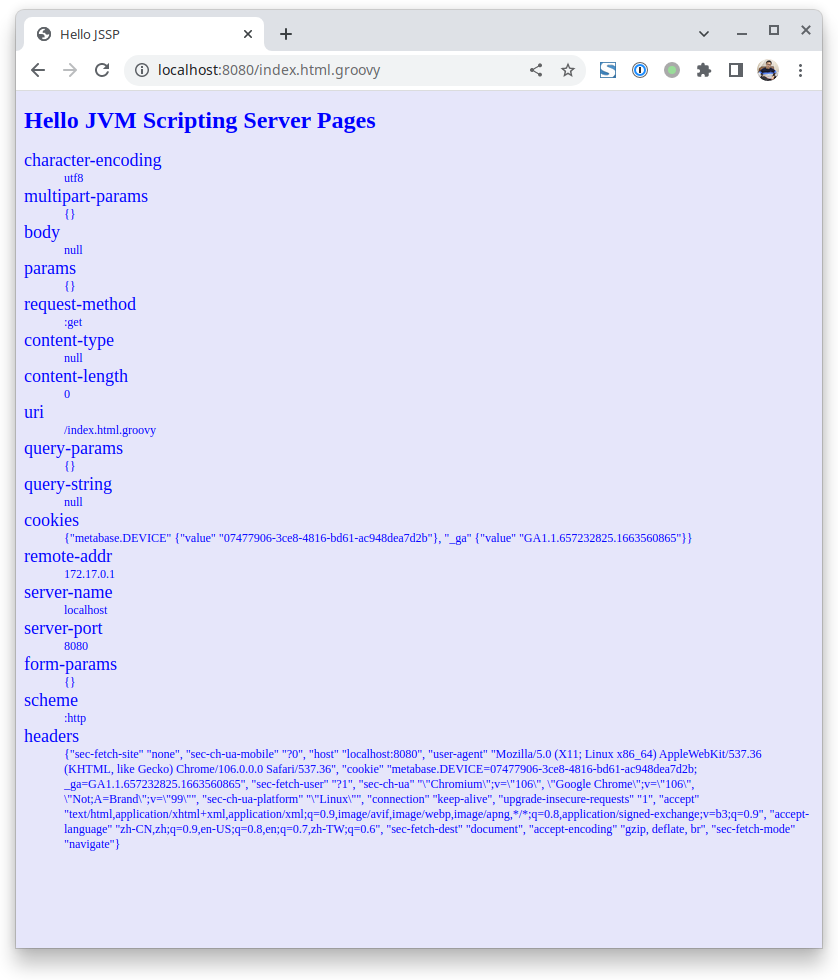 Hello JSSP
localhost:8080/index.html.groovy
Hello JVM Scripting Server Pages
character-encoding
utf8
multipart-params
{}
body
null
params
{}
request-method
:get
content-type
null
content-length
0
uri
/index.html.groovy
query-params
{}
query-string
null
cookies
{"metabase.DEVICE" {"value" "07477906-3ce8-4816-bd61-ac948dea7d2b"}, "_ga" {"value" "GA1.1.657232825.1663560865"}}
remote-addr
172.17.0.1
server-name
localhost
server-port
8080
form-params
{}
scheme
:http
headers
{"sec-fetch-site" "none", "sec-ch-ua-mobile" "?0", "host" "localhost:8080", "user-agent" "Mozilla/5.0 (X11; Linux x86_64) AppleWebKit/537.36
(KHTML, like Gecko) Chrome/106.0.0.0 Safari/537.36", "cookie" "metabase.DEVICE=07477906-3ce8-4816-bd61-ac948dea7d2b;
_ga=GA1.1.657232825.1663560865", "sec-fetch-user" "?1", "sec-ch-ua" "\"Chromium\";v=\"106\", \"Google Chrome\";v=\"106\",
\"Not;A=Brand\";v=\"99\"", "sec-ch-ua-platform" "\"Linux\"", "connection" "keep-alive", "upgrade-insecure-requests" "1", "accept"
"text/html,application/xhtml+xml,application/xml;q=0.9,image/avif,image/webp,image/apng,*/*;q=0.8,application/signed-exchange;v=b3;q=0.9", "accept-
language" "zh-CN,zh;q=0.9,en-US;q=0.8,en;q=0.7,zh-TW;q=0.6", "sec-fetch-dest" "document", "accept-encoding" "gzip, deflate, br", "sec-fetch-mode"
"navigate"}